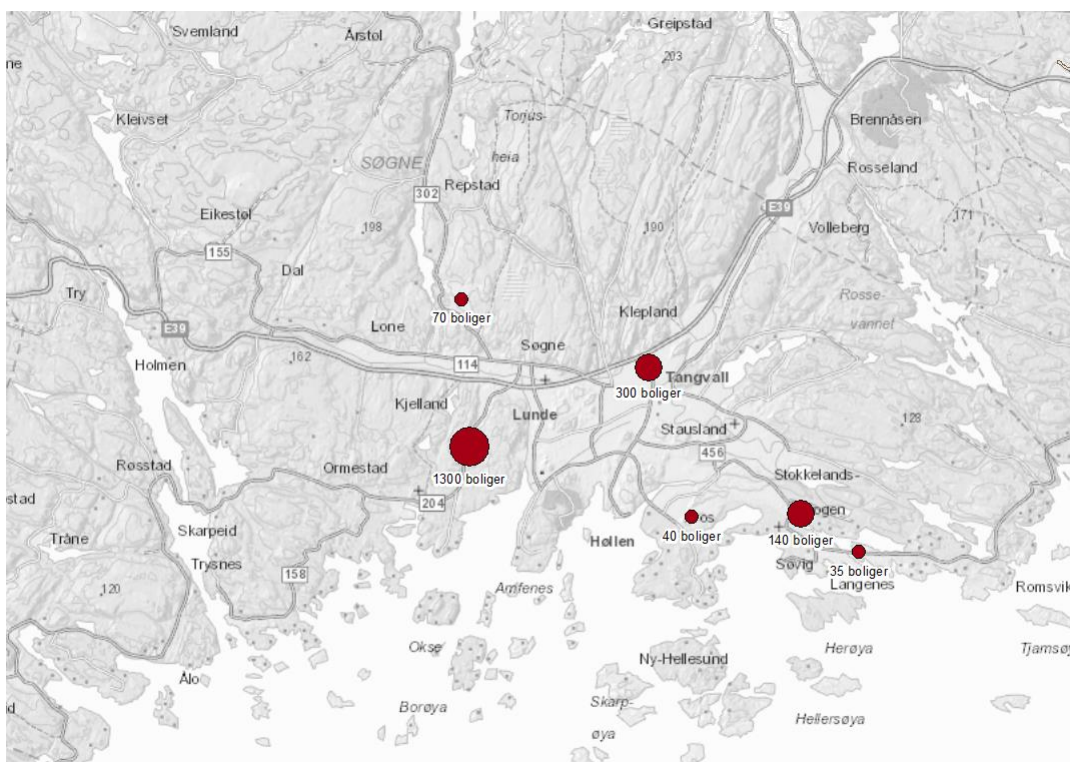 Greipstad
Svemland
Årstøl
203
ne
Kleivset
Torjus-
heia
Brennåsen
SØGNE
Rosseland
Repstad
302
E39
Eikestøl
171
198
190
Volleberg
155
Dal
Try
70 boliger
Klepland
Rosse
vannet
E39
Lone
Søgne
162
114
Holmen
300 boliger
Tangvall
Kjelland
Lunde
128
Stausland
456
1300 boliger
Røsstad
Ormestad
Stokkelands-
stad
204
os
ogen
Skarpeid
Høllen
40 boliger
140 boliger
Tråne
Trysnes
Søvig
35 boliger
158
Langenes
Romsvik
120
Okse
Herøya
Tjamsøy
Ny-Hellesund
Ålo
Borøya
Skarp-
øya
Hellersøya
d